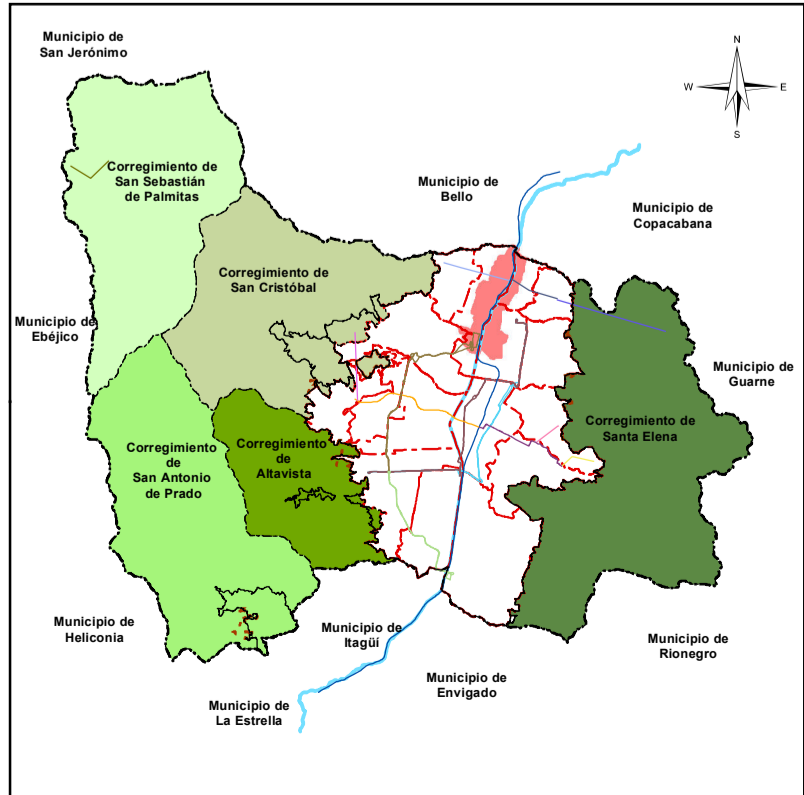 Municipio de
San Jerónimo
N
W
E
S
Corregimiento de
San Sebastián
de Palmitas
Municipio de
Bello
Municipio de
Copacabana
Corregimiento de
San Cristóbal
Municipio de
Ebéjico
Municipio de
Guarne
Corregimiento de
Santa Elena
Corregimiento
de
San Antonio
de Prado
Corregimiento
de
Altavista
Municipio de
Heliconia
Municipio de
Itagüí
Municipio de
Rionegro
Municipio de
Envigado
Municipio de
La Estrella